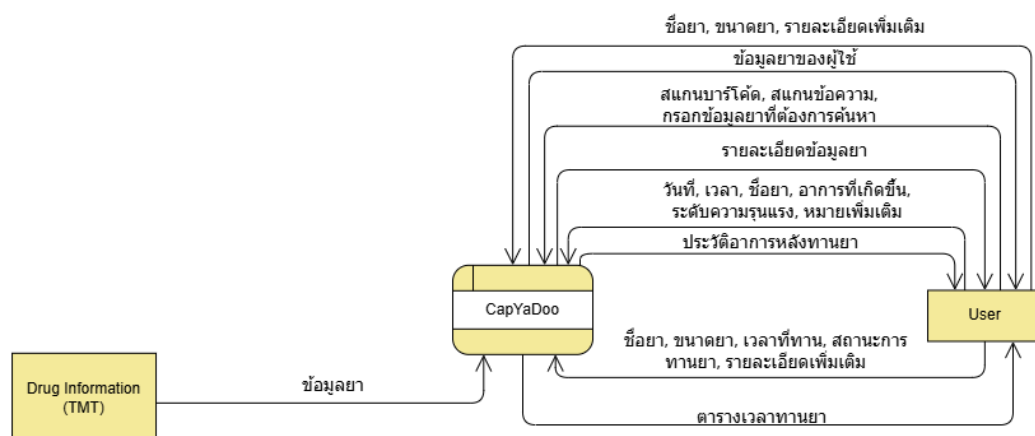 ชื่อยา, ขนาดยา, รายละเอียดเพิ่มเติม
ข้อมูลยาของผู้ใช้
สแกนบาร์โค้ด, สแกนข้อความ,
กรอกข้อมูลยาที่ต้องการค้นหา
รายละเอียดข้อมูลยา
วันที่, เวลา, ชื่อยา, อาการที่เกิดขึ้น,
ระดับความรุนแรง, หมายเพิ่มเติม
ประวัติอาการหลังทานยา
CapYaDoo
User
ชื่อยา, ขนาดยา, เวลาที่ทาน, สถานะการ
ทานยา, รายละเอียดเพิ่มเติม
Drug Information
(TMT)
ข้อมูลยา
ตารางเวลาทานยา